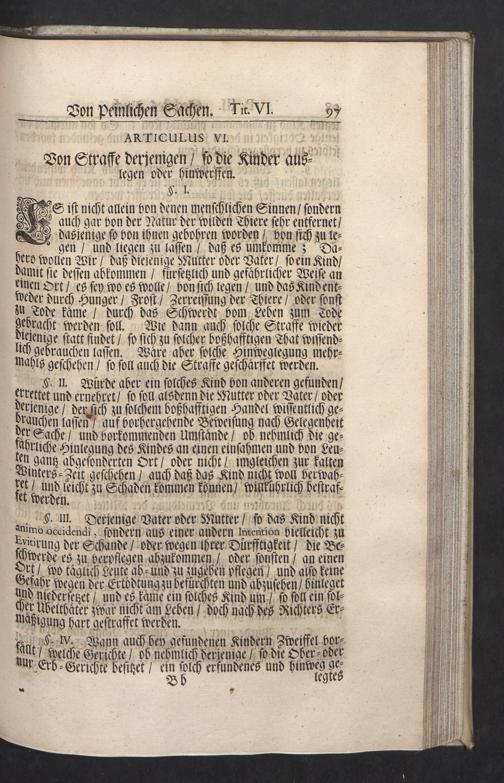 Von Peinlichen Sachen. Tit. VI. 97
ARTICULUS VI.
Von Straffe derjenigen / so die Kinder aus-
legen oder hinwerffen.
§. I.
ES ist nicht allein von denen menschlichen Sinnen / sondern
auch gar von der Natur der wilden Thiere sehr entfernet /
dasjenige so von ihnen gebohren worden / von sich zu le-
gen / und liegen zu lassen / daß es umkomme; Da-
hero wollen Wir / daß diejenige Mutter oder Vater / so ein Kind /
damit sie dessen abkommen / fürsetzlich und gefährlicher Weise an
einen Ort / es sey wo es wolle / von sich legen / und das Kind ent-
weder durch Hunger / Frost / Zerreissung der Thiere / oder sonst
zu Tode käme / durch das Schwerdt vom Leben zum Tode
gebracht werden soll. Wie dann auch solche Straffe wieder
diejenige statt findet / so sich zu solcher boßhafftigen That wissend-
lich gebrauchen lassen. Wäre aber solche Hinweglegung mehr-
mahls geschehen / so soll auch die Straffe geschärffet werden.
§. II. Würde aber ein solches Kind von anderen gefunden /
errettet und ernehret / so soll alsdenn die Mutter oder Vater / oder
derjenige / der sich zu solchem boßhafftigen Handel wissentlich ge-
brauchen lassen / auf vorhergehende Beweisung nach Gelegenheit
der Sache / und vorkommenden Umstände / ob nehmlich die ge-
fährliche Hinlegung des Kindes an einen einsahmen und von Leu-
ten gantz abgesonderten Ort / oder nicht / imgleichen zur kalten
Winters-Zeit geschehen / auch daß das Kind nicht woll verwah-
ret / und leicht zu Schaden kommen können / willkührlich bestraf-
fet werden.
§. III. Derjenige Vater oder Mutter / so das Kind nicht
animo occidendi, sondern aus einer andern Intention vielleicht zu
Evitirung der Schande / oder wegen ihrer Dürfftigkeit / die Be-
schwerde es zu verpflegen abzukommen / oder sonsten / an einen
Ort / wo täglich Leute ab- und zu zugehen pflegen / und also keine
Gefahr wegen der Ertödtung zu befürchten und abzusehen / hinleget
und niedersetzet / und es käme ein solches Kind um / so soll ein sol-
cher Ubelthäter zwar nicht am Leben / doch nach des Richters Er-
mäßigung hart gestraffet werden.
§. IV. Wann auch bey gefundenen Kindern Zweiffel vor-
fällt / welche Gerichte / ob nehmlich derjenige / so die Ober- oder
nur Erb-Gerichte besitzet / ein solch erfundenes und hinweg ge-
Bb legtes